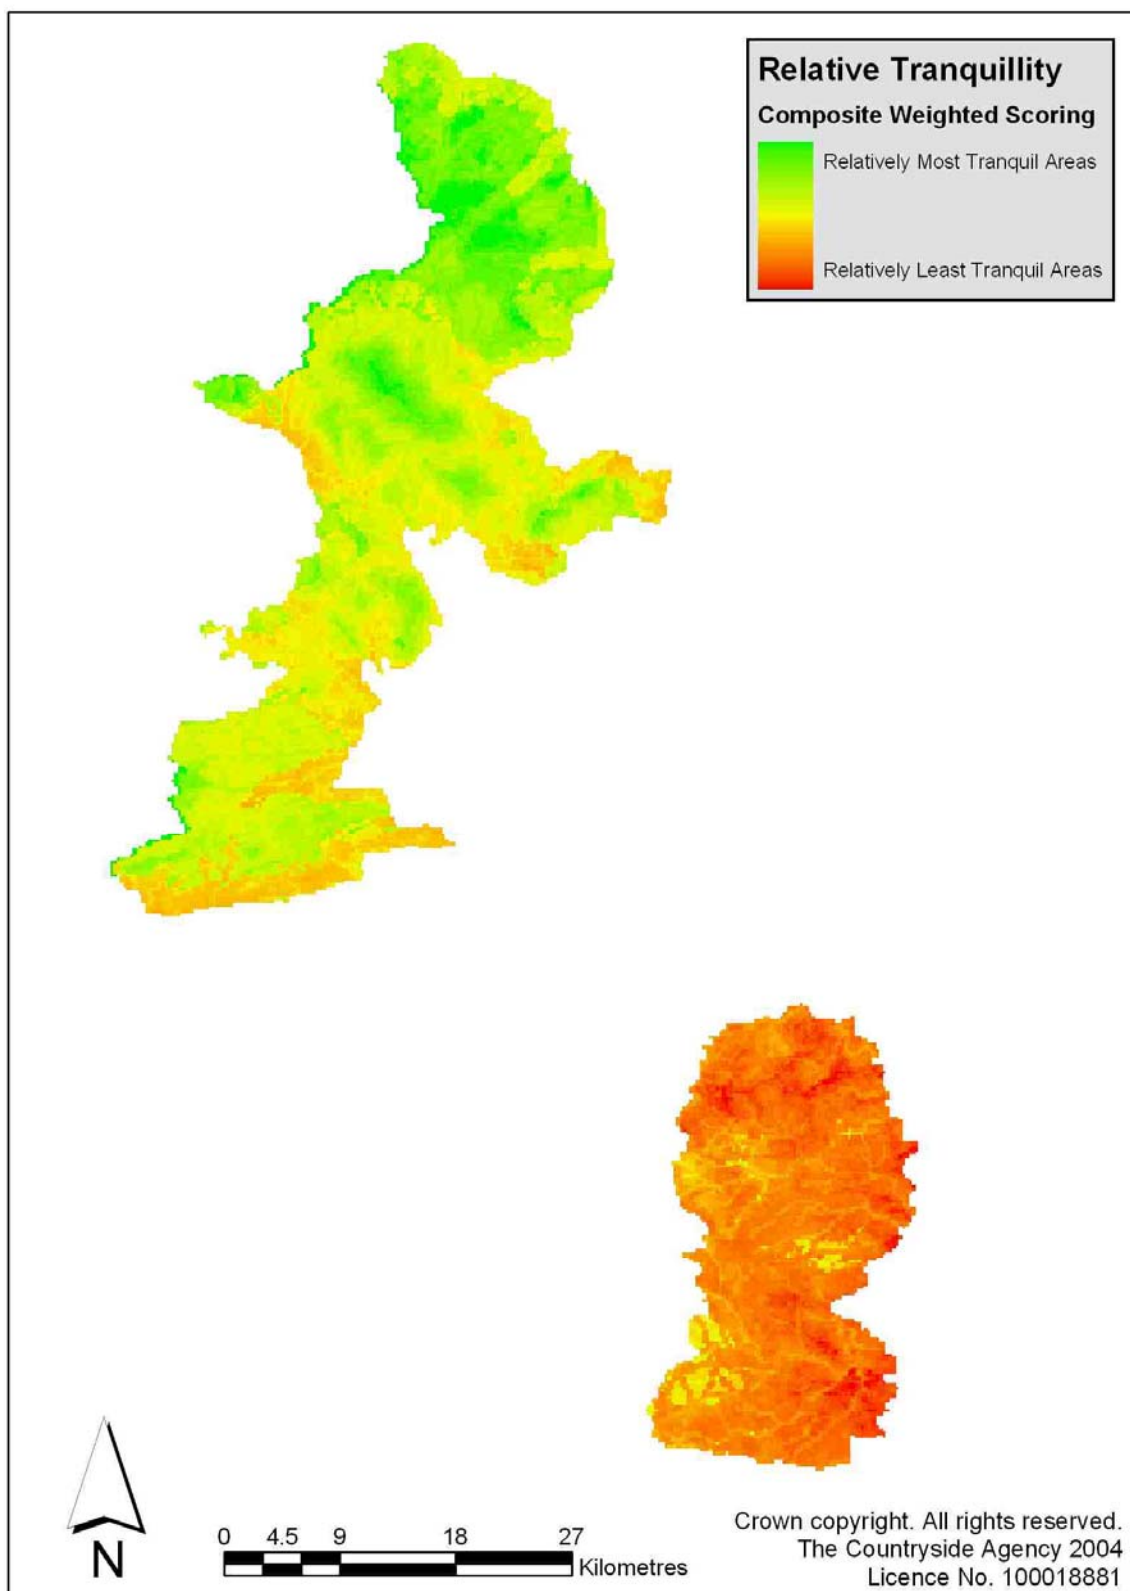 Relative Tranquillity
Composite Weighted Scoring
Relatively Most Tranquil Areas
Relatively Least Tranquil Areas
N
0 4.5 9 18 27
Kilometres
Crown copyright. All rights reserved.
The Countryside Agency 2004
Licence No. 100018881